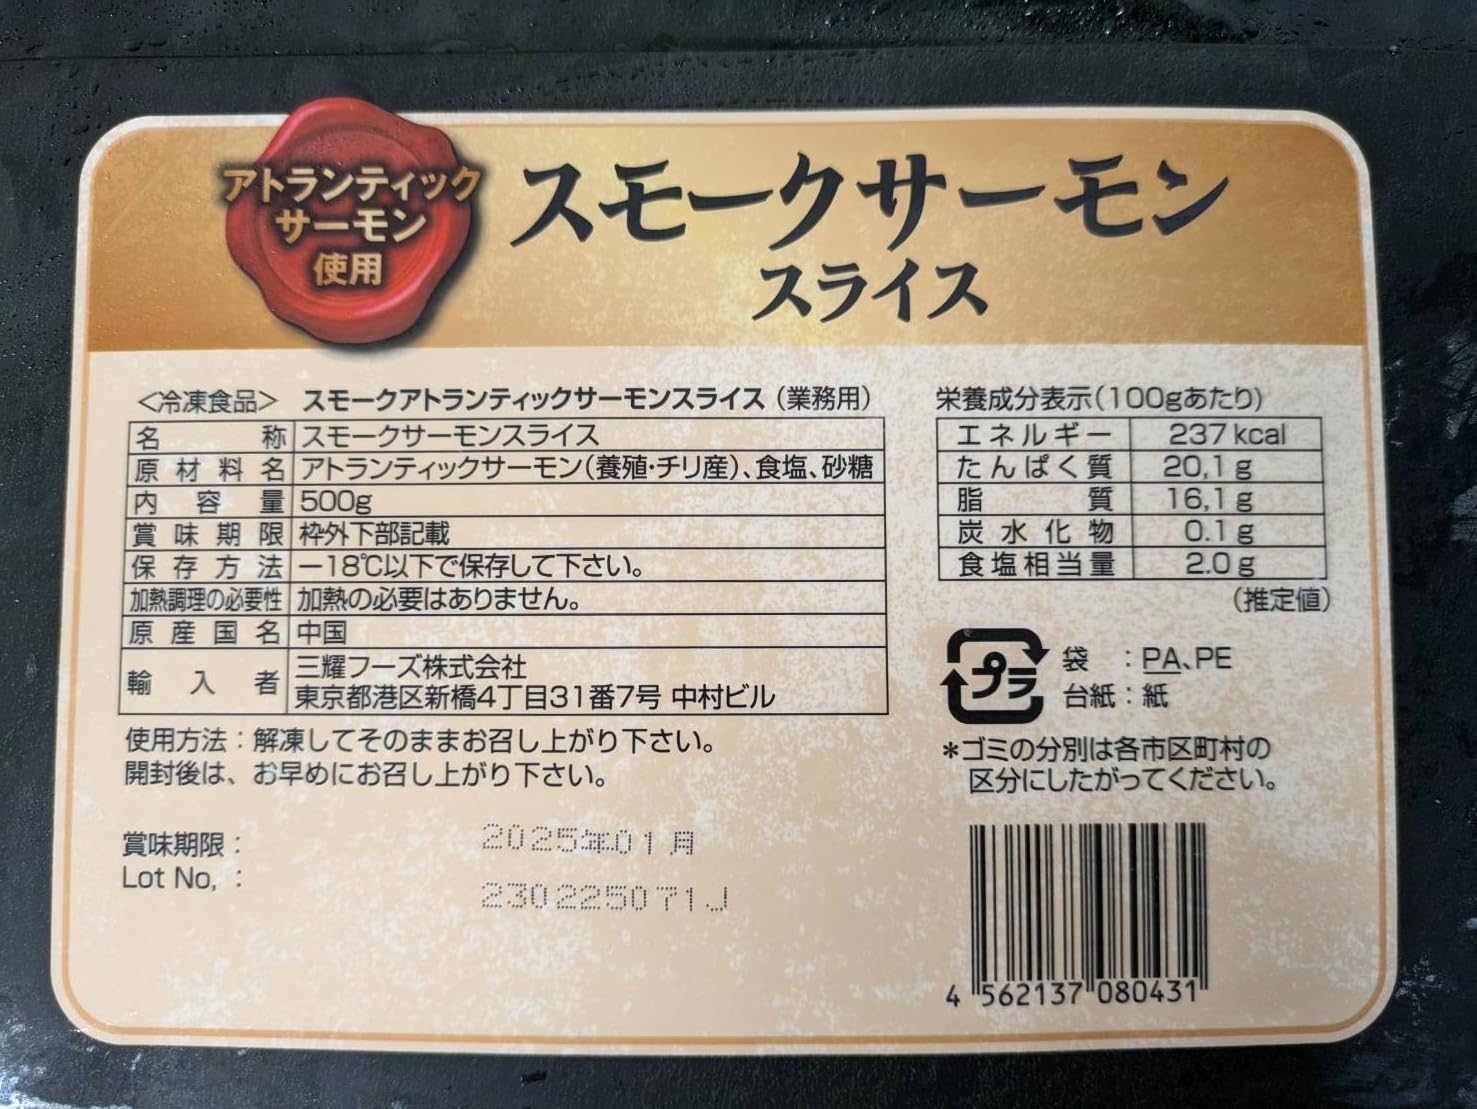 アトランティック
サーモン
使用
スモークサーモン
スライス
<冷凍食品> スモークアトランティックサーモンスライス（業務用）
名称 スモークサーモンスライス
原材料名 アトランティックサーモン（養殖・チリ産）、食塩、砂糖
内容量 500g
賞味期限 枠外下部記載
保存方法 －18℃以下で保存して下さい。
加熱調理の必要性 加熱の必要はありません。
原産国名 中国
輸入者 三耀フーズ株式会社
東京都港区新橋4丁目31番7号 中村ビル
使用方法：解凍してそのままお召し上がり下さい。
開封後は、お早めにお召し上がり下さい。
賞味期限： 2025年01月
Lot No, ： 230225071J
栄養成分表示（100gあたり）
エネルギー 237 kcal
たんぱく質 20,1 g
脂質 16,1 g
炭水化物 0.1 g
食塩相当量 2.0 g
（推定値）
プラ
袋 ：PA、PE
台紙：紙
＊ゴミの分別は各市区町村の
区分にしたがってください。
4 562137 080431